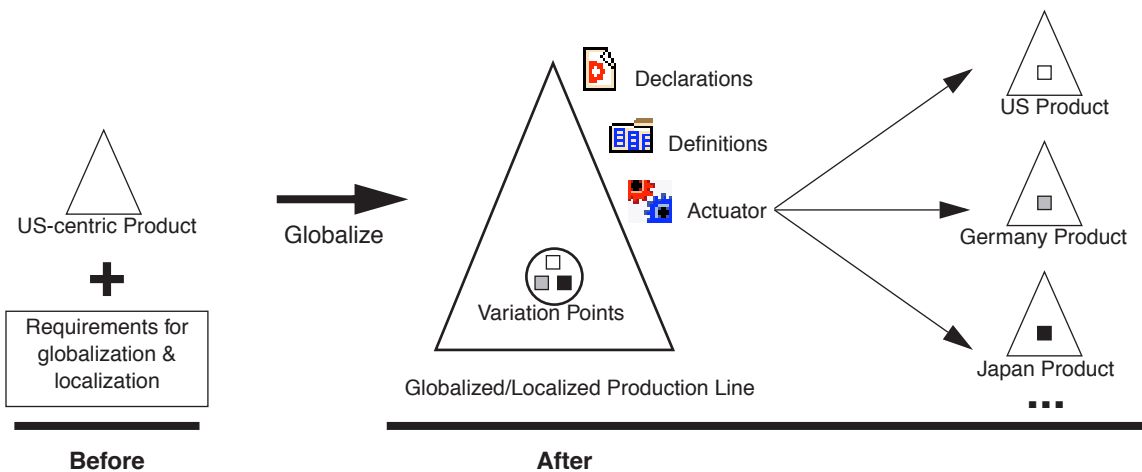 US-centric Product
Requirements for
globalization &
localization
Before
Globalize
Declarations
Definitions
Actuator
Variation Points
Globalized/Localized Production Line
US Product
Germany Product
Japan Product
...
After